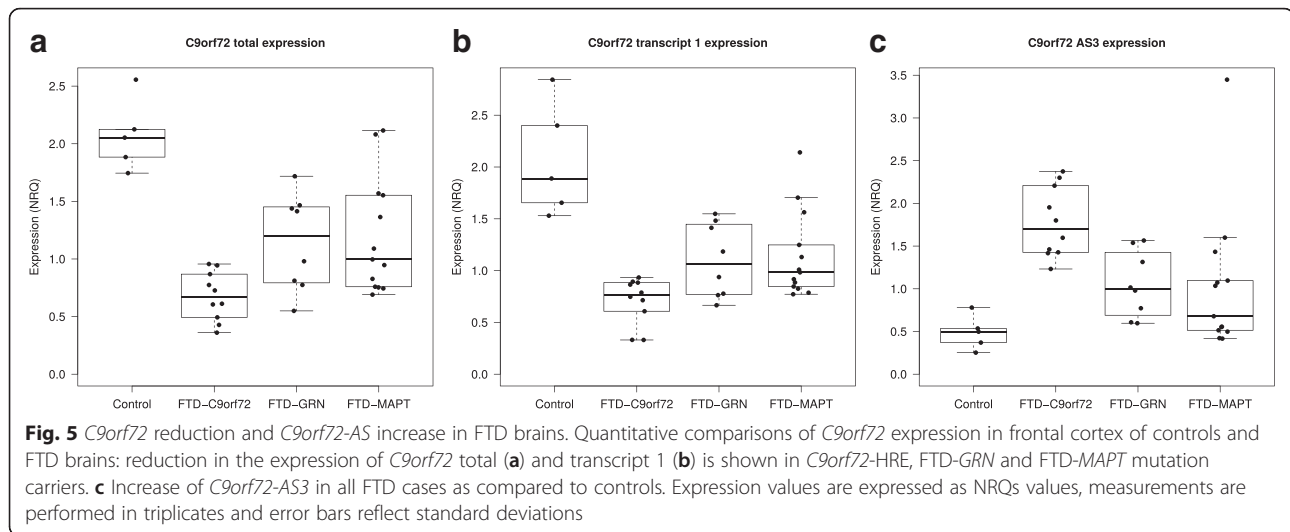 a
C9orf72 total expression
Expression (NRQ)
2.5
2.0
1.5
1.0
0.5
0.0
Control FTD–C9orf72 FTD–GRN FTD–MAPT
b
C9orf72 transcript 1 expression
Expression (NRQ)
2.5
2.0
1.5
1.0
0.5
0.0
Control FTD–C9orf72 FTD–GRN FTD–MAPT
c
C9orf72 AS3 expression
Expression (NRQ)
3.5
3.0
2.5
2.0
1.5
1.0
0.5
0.0
Control FTD–C9orf72 FTD–GRN FTD–MAPT
Fig. 5 C9orf72 reduction and C9orf72-AS increase in FTD brains. Quantitative comparisons of C9orf72 expression in frontal cortex of controls and
FTD brains: reduction in the expression of C9orf72 total (a) and transcript 1 (b) is shown in C9orf72-HRE, FTD-GRN and FTD-MAPT mutation
carriers. c Increase of C9orf72-AS3 in all FTD cases as compared to controls. Expression values are expressed as NRQs values, measurements are
performed in triplicates and error bars reflect standard deviations